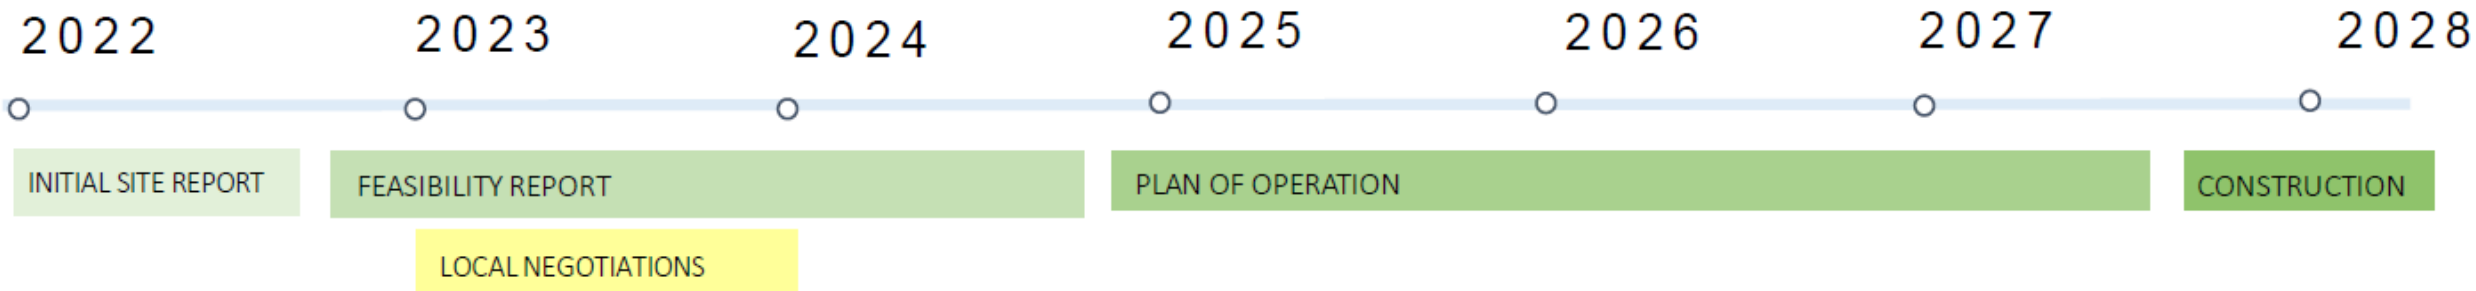 2022 2023 2024 2025 2026 2027 2028
INITIAL SITE REPORT FEASIBILITY REPORT PLAN OF OPERATION CONSTRUCTION
LOCAL NEGOTIATIONS